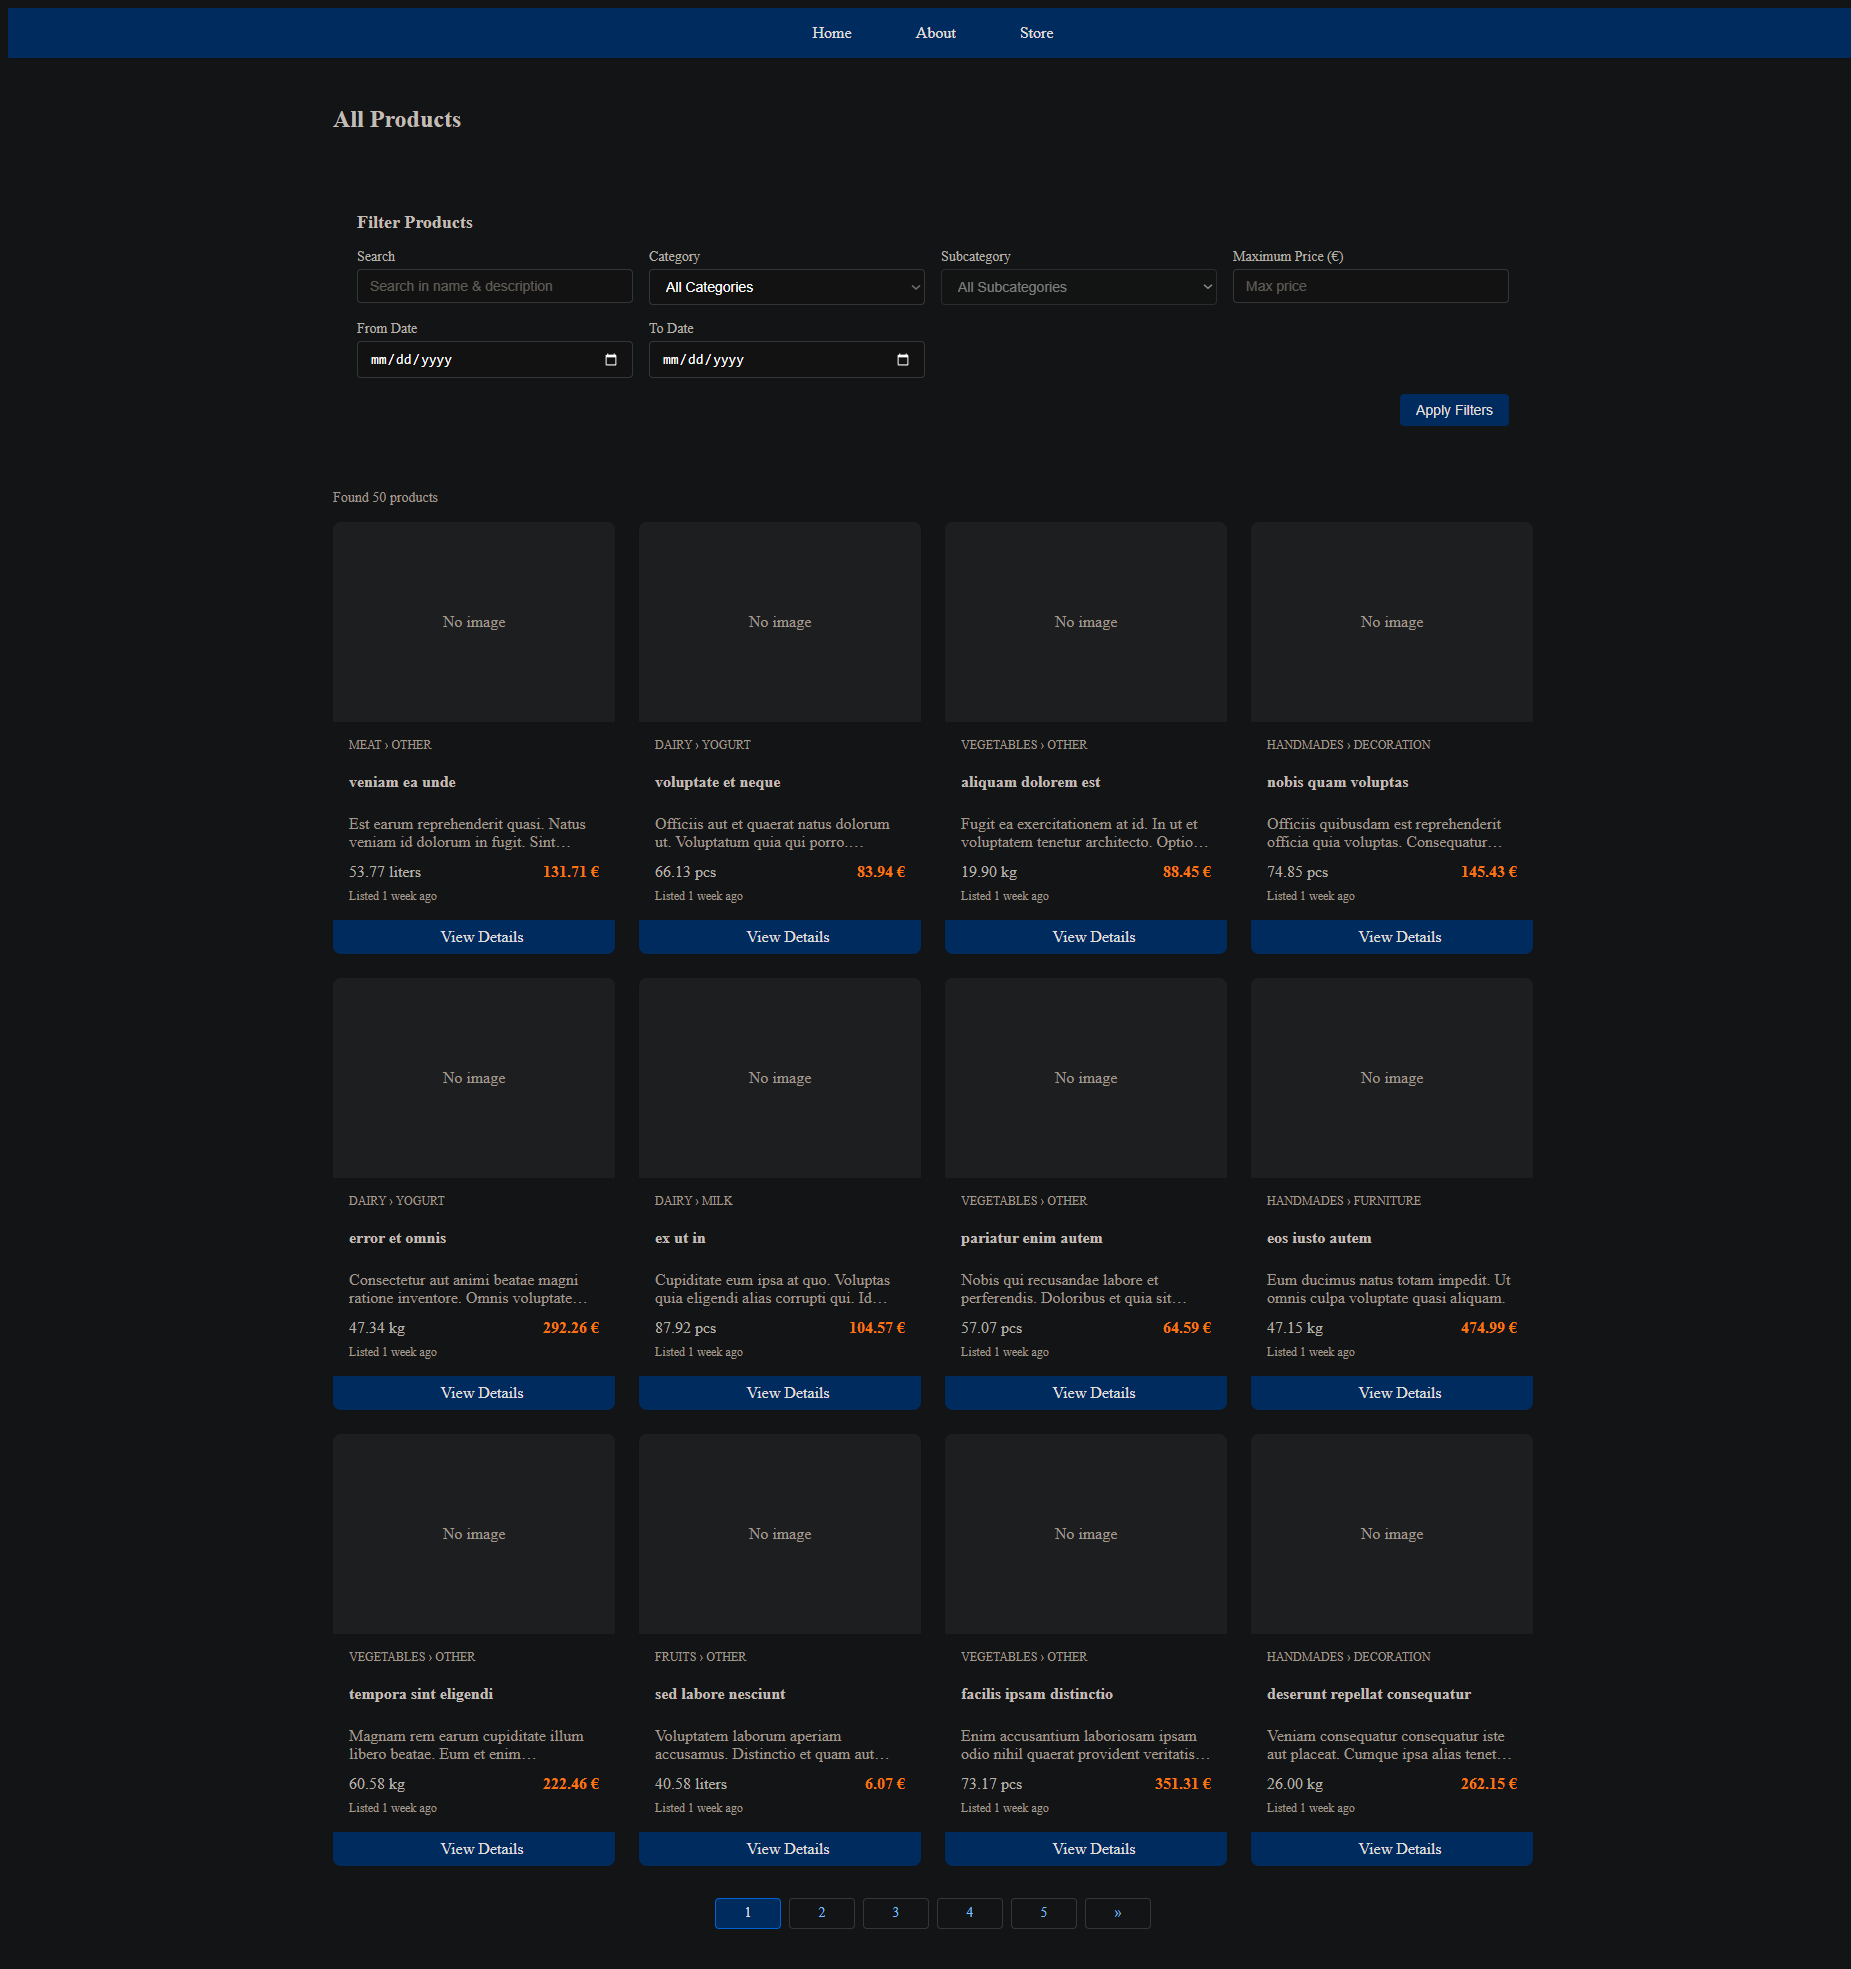 Home About Store
All Products
Filter Products
Search Category Subcategory Maximum Price (€)
Search in name & description All Categories All Subcategories Max price
From Date To Date
mm/dd/yyyy mm/dd/yyyy
Apply Filters
Found 50 products
No image No image No image No image
MEAT › OTHER DAIRY › YOGURT VEGETABLES › OTHER HANDMADES › DECORATION
veniam ea unde voluptate et neque aliquam dolorem est nobis quam voluptas
Est earum reprehenderit quasi. Natus Officiis aut et quaerat natus dolorum Fugit ea exercitationem at id. In ut et Officiis quibusdam est reprehenderit
veniam id dolorum in fugit. Sint… ut. Voluptatum quia qui porro.… voluptatem tenetur architecto. Optio… officia quia voluptas. Consequatur…
53.77 liters 131.71 € 66.13 pcs 83.94 € 19.90 kg 88.45 € 74.85 pcs 145.43 €
Listed 1 week ago Listed 1 week ago Listed 1 week ago Listed 1 week ago
View Details View Details View Details View Details
No image No image No image No image
DAIRY › YOGURT DAIRY › MILK VEGETABLES › OTHER HANDMADES › FURNITURE
error et omnis ex ut in pariatur enim autem eos iusto autem
Consectetur aut animi beatae magni Cupiditate eum ipsa at quo. Voluptas Nobis qui recusandae labore et Eum ducimus natus totam impedit. Ut
ratione inventore. Omnis voluptate… quia eligendi alias corrupti qui. Id… perferendis. Doloribus et quia sit… omnis culpa voluptate quasi aliquam.
47.34 kg 292.26 € 87.92 pcs 104.57 € 57.07 pcs 64.59 € 47.15 kg 474.99 €
Listed 1 week ago Listed 1 week ago Listed 1 week ago Listed 1 week ago
View Details View Details View Details View Details
No image No image No image No image
VEGETABLES › OTHER FRUITS › OTHER VEGETABLES › OTHER HANDMADES › DECORATION
tempora sint eligendi sed labore nesciunt facilis ipsam distinctio deserunt repellat consequatur
Magnam rem earum cupiditate illum Voluptatem laborum aperiam Enim accusantium laboriosam ipsam Veniam consequatur consequatur iste
libero beatae. Eum et enim… accusamus. Distinctio et quam aut… odio nihil quaerat provident veritatis… aut placeat. Cumque ipsa alias tenet…
60.58 kg 222.46 € 40.58 liters 6.07 € 73.17 pcs 351.31 € 26.00 kg 262.15 €
Listed 1 week ago Listed 1 week ago Listed 1 week ago Listed 1 week ago
View Details View Details View Details View Details
1 2 3 4 5 »